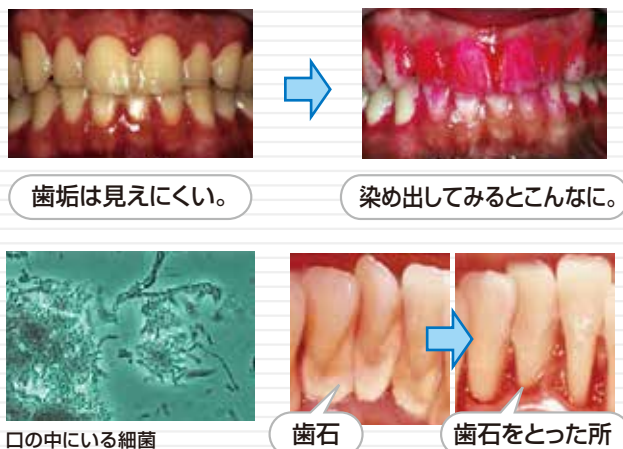 歯垢は見えにくい。
染め出してみるとこんなに。
口の中にいる細菌
歯石
歯石をとった所